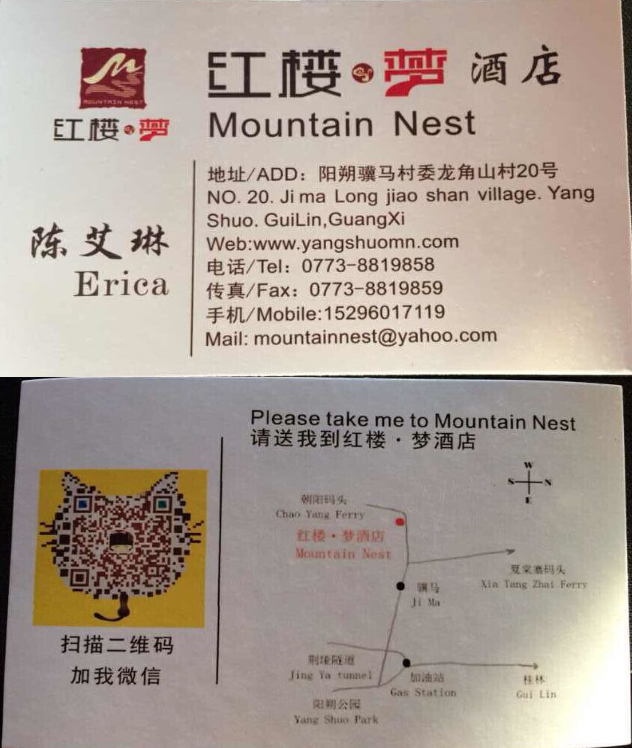 红楼·梦 酒店
Mountain Nest
MOUNTAIN NEST
红楼·梦
陈艾琳
Erica
地址/ADD：阳朔骥马村委龙角山村20号
NO. 20. Ji ma Long jiao shan village. Yang
Shuo. GuiLin,GuangXi
Web:www.yangshuomn.com
电话/Tel：0773-8819858
传真/Fax：0773-8819859
手机/Mobile:15296017119
Mail: mountainnest@yahoo.com
Please take me to Mountain Nest
请送我到红楼·梦酒店
W
S N
E
朝阳码头
Chao Yang Ferry
红楼·梦酒店
Mountain Nest
夏棠寨码头
Xia Tang Zhai Ferry
骥马
Ji Ma
隧道
Jing Ya tunnel
加油站
Gas Station
桂林
Gui Lin
阳朔公园
Yang Shuo Park
扫描二维码
加我微信